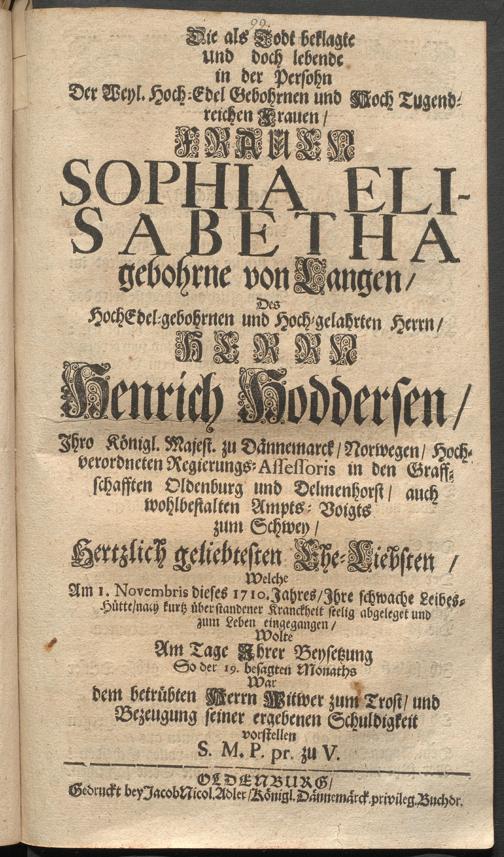 99.
Die als Todt beklagte
Und doch lebende
in der Persohn
Der Weyl. Hoch-Edel Gebohrnen und Hoch Tugend-
reichen Frauen/
FRAUEN
SOPHIA ELI-
SABETHA
gebohrne von Langen/
Des
HochEdel-gebohrnen und Hoch-gelahrten Herrn/
HERRN
Henrich Hoddersen/
Ihro Königl. Majest. zu Dännemarck/ Norwegen/ Hoch-
verordneten Regierungs-Assessoris in den Graff-
schafften Oldenburg und Delmenhorst/ auch
wohlbestalten Ampts-Voigts
zum Schwey/
Hertzlich geliebtesten Ehe-Liebsten/
Welche
Am 1. Novembris dieses 1710. Jahres/ Ihre schwache Leibes-
Hütte/ nach kurtz überstandener Kranckheit seelig abgeleget und
zum Leben eingegangen/
Wolte
Am Tage Ihrer Beysetzung
So der 19. besagten Monaths
War
dem betrübten Herrn Witwer zum Trost/ und
Bezeugung seiner ergebenen Schuldigkeit
vorstellen
S. M. P. pr. zu V.
OLDENBURG/
Gedruckt bey Jacob Nicol. Adler/ Königl. Dännemärck. privileg. Buchdr.